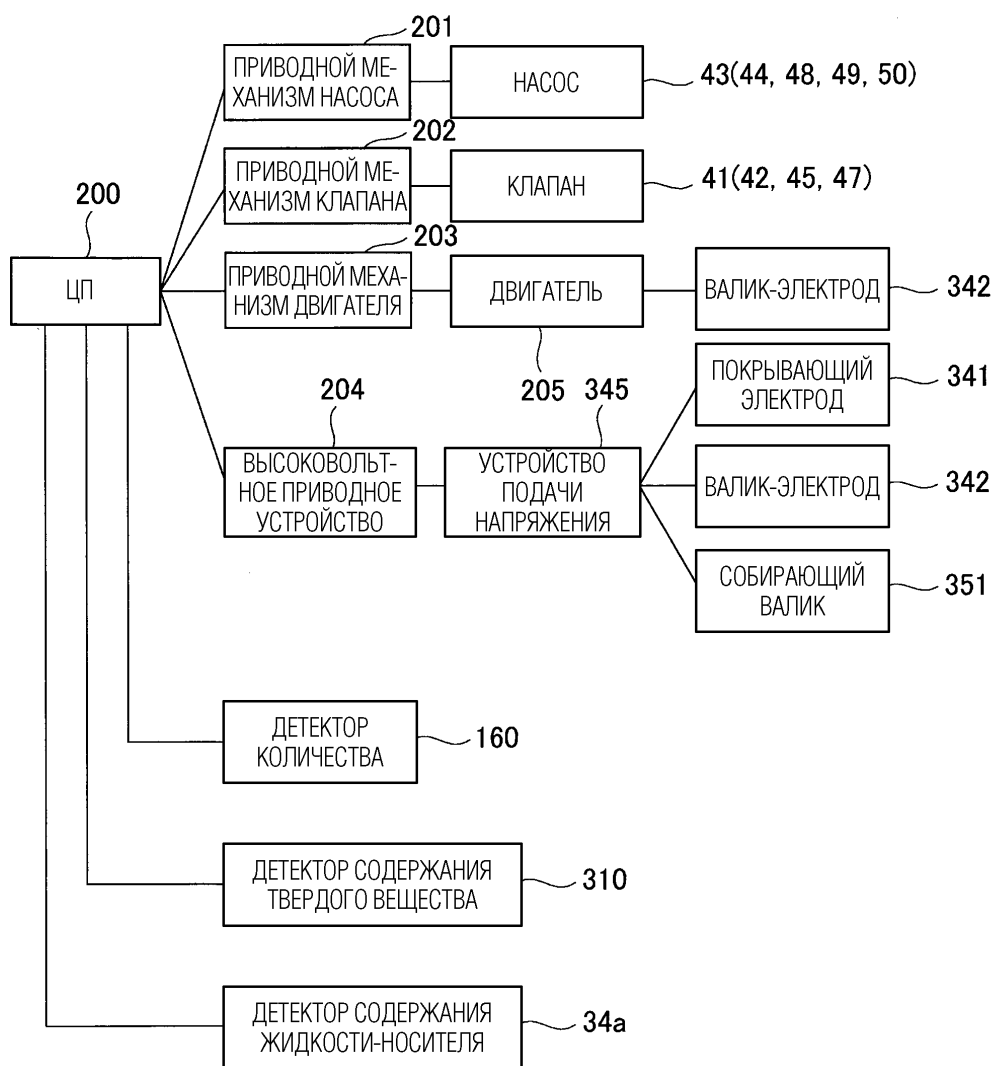 201
ПРИВОДНОЙ МЕ-
ХАНИЗМ НАСОСА
НАСОС
43(44, 48, 49, 50)
202
ПРИВОДНОЙ МЕ-
ХАНИЗМ КЛАПАНА
КЛАПАН
41(42, 45, 47)
200
ЦП
203
ПРИВОДНОЙ МЕХА-
НИЗМ ДВИГАТЕЛЯ
ДВИГАТЕЛЬ
205
ВАЛИК-ЭЛЕКТРОД
342
204
ВЫСОКОВОЛЬТ-
НОЕ ПРИВОДНОЕ
УСТРОЙСТВО
345
УСТРОЙСТВО
ПОДАЧИ
НАПРЯЖЕНИЯ
ПОКРЫВАЮЩИЙ
ЭЛЕКТРОД
341
ВАЛИК-ЭЛЕКТРОД
342
СОБИРАЮЩИЙ
ВАЛИК
351
ДЕТЕКТОР
КОЛИЧЕСТВА
160
ДЕТЕКТОР СОДЕРЖАНИЯ
ТВЕРДОГО ВЕЩЕСТВА
310
ДЕТЕКТОР СОДЕРЖАНИЯ
ЖИДКОСТИ-НОСИТЕЛЯ
34a